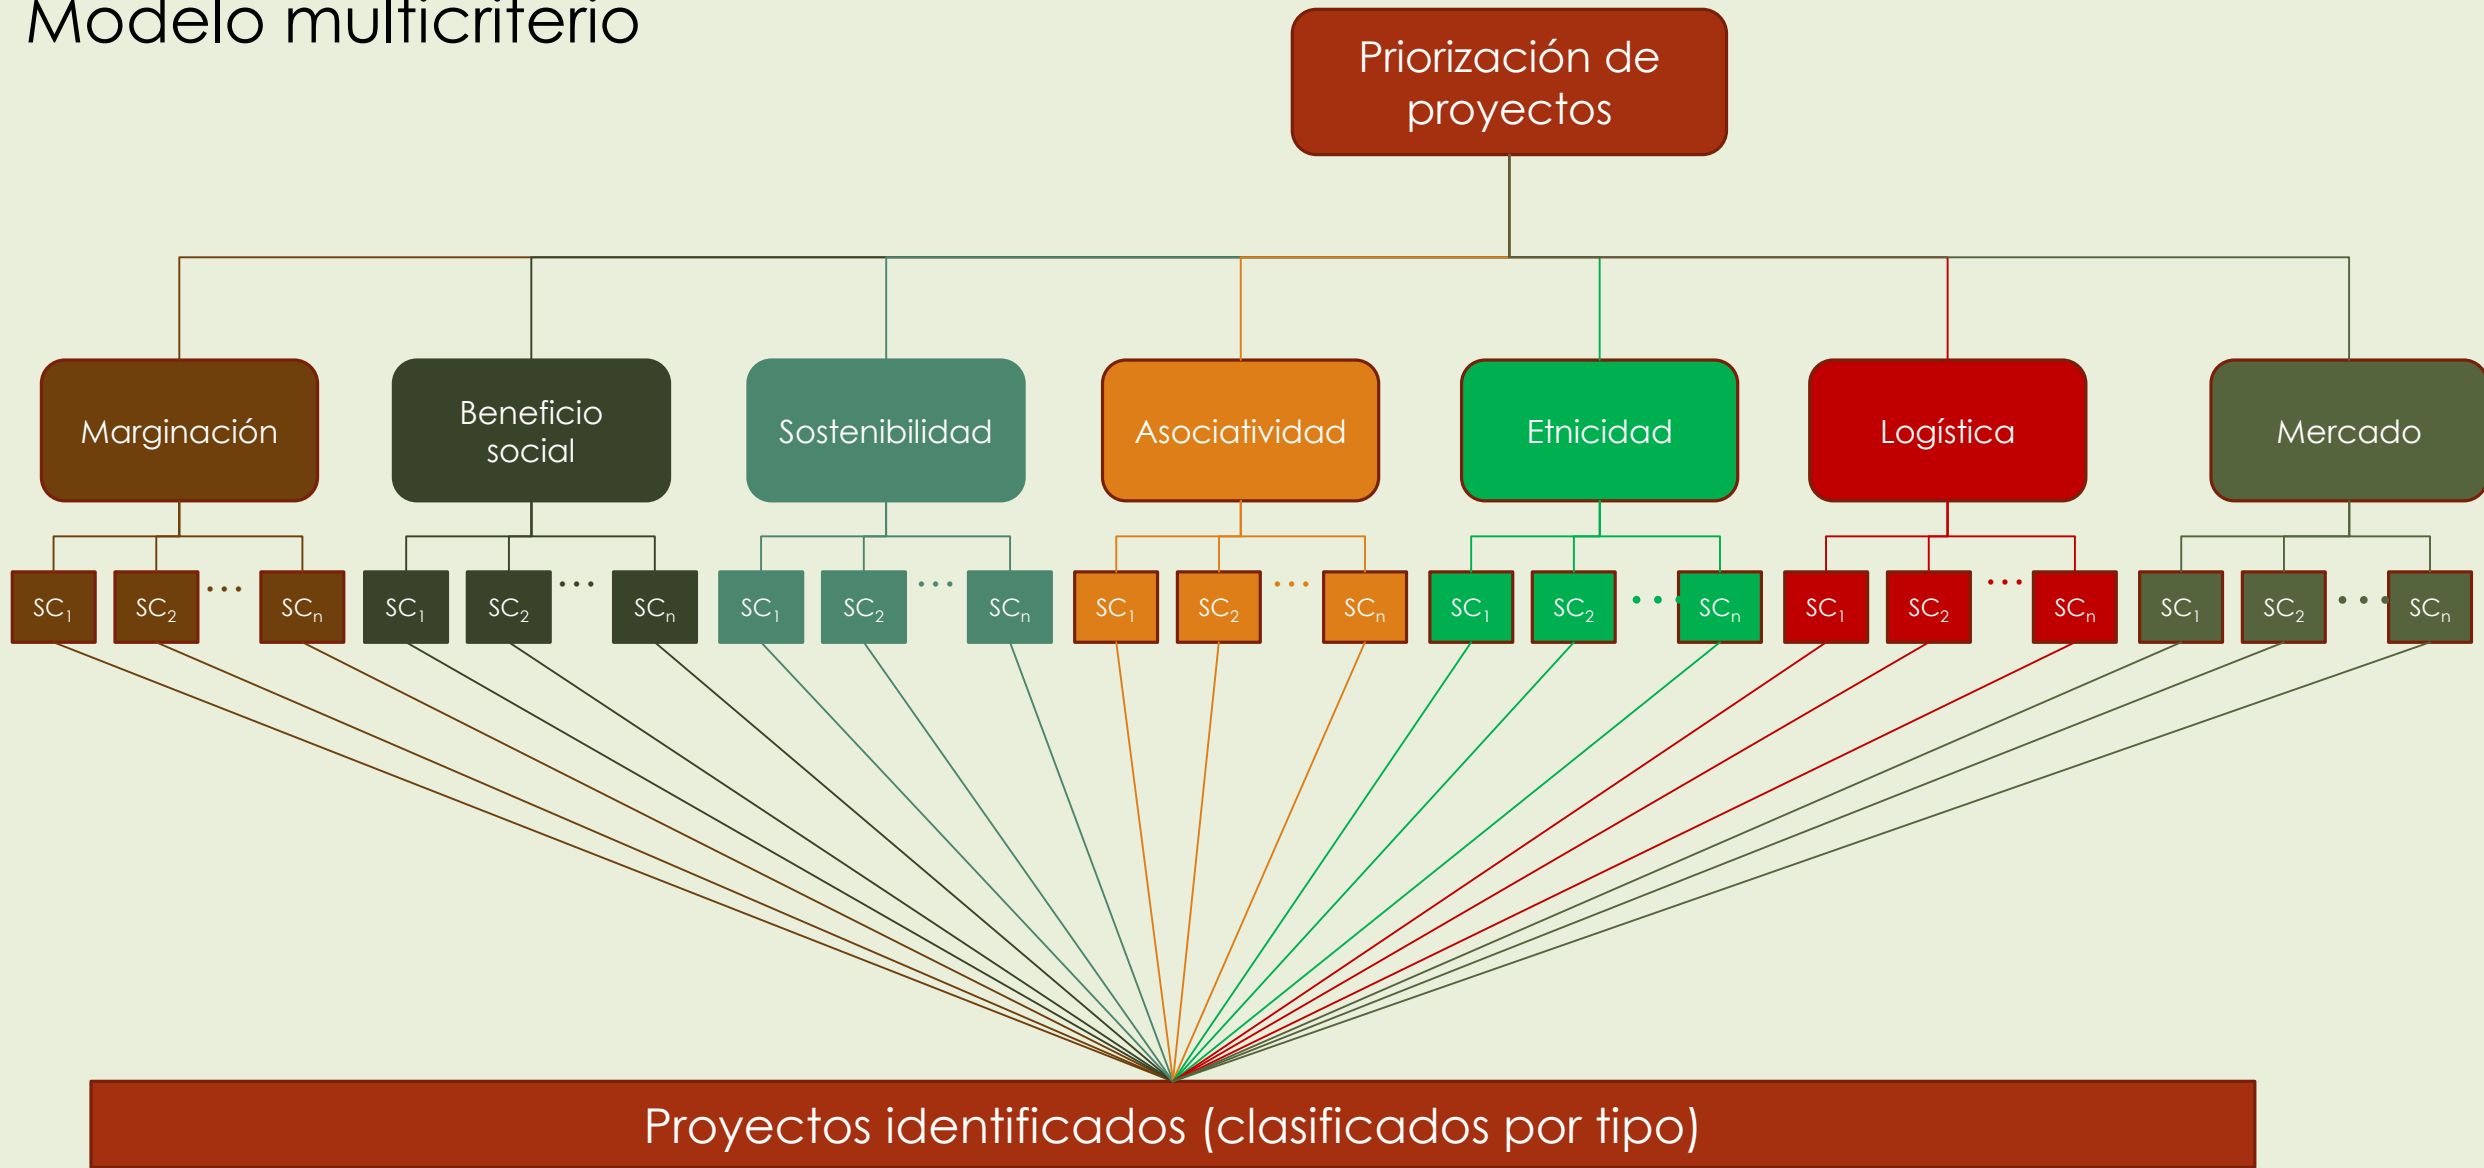 Modelo multicriterio
Priorización de
proyectos
Marginación
Beneficio
social
Sostenibilidad
Asociatividad
Etnicidad
Logística
Mercado
SC₁ SC₂ ... SCₙ SC₁ SC₂ ... SCₙ SC₁ SC₂ ... SCₙ SC₁ SC₂ ... SCₙ SC₁ SC₂ ... SCₙ SC₁ SC₂ ... SCₙ SC₁ SC₂ ... SCₙ
Proyectos identificados (clasificados por tipo)